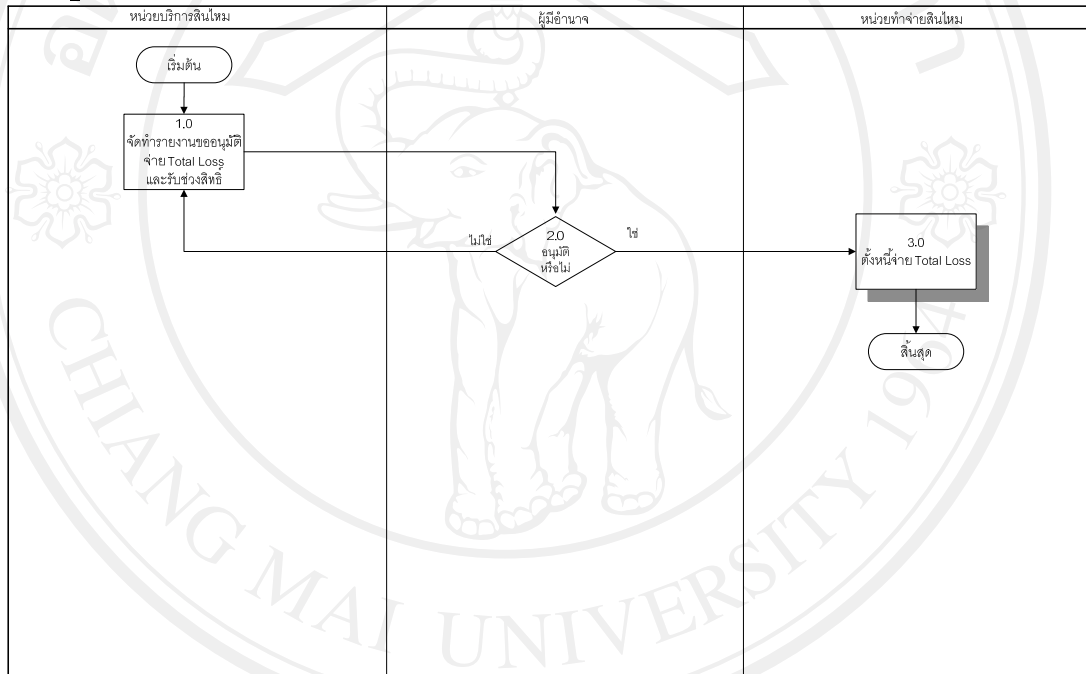 หน่วยบริการสินไหม
ผู้มีอำนาจ
หน่วยทำจ่ายสินไหม
เริ่มต้น
1.0
จัดทำรายงานขออนุมัติ
จ่าย Total Loss
และรับช่วงสิทธิ์
ไม่ใช่
2.0
อนุมัติ
หรือไม่
ใช่
3.0
ตั้งหนี้จ่าย Total Loss
สิ้นสุด
CHIANG MAI UNIVERSITY 1964